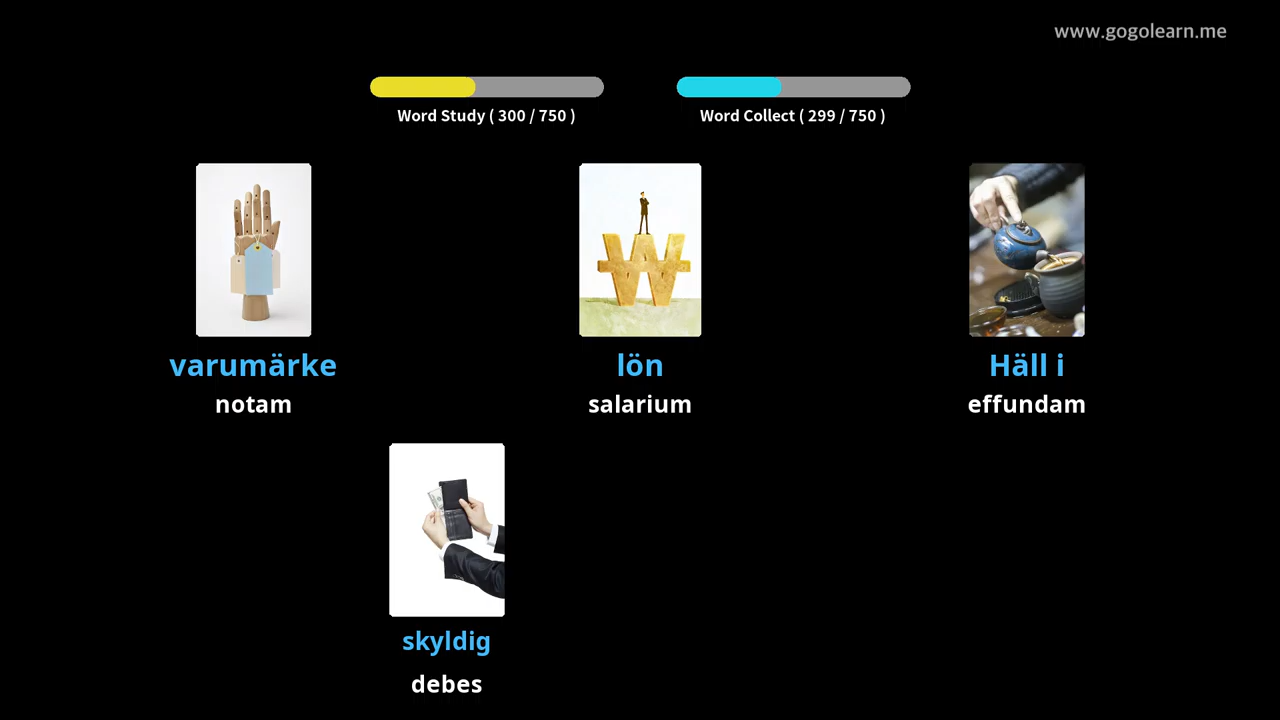 www.gogolearn.me
Word Study ( 300 / 750 )
Word Collect ( 299 / 750 )
varumärke
notam
lön
salarium
Häll i
effundam
skyldig
debes